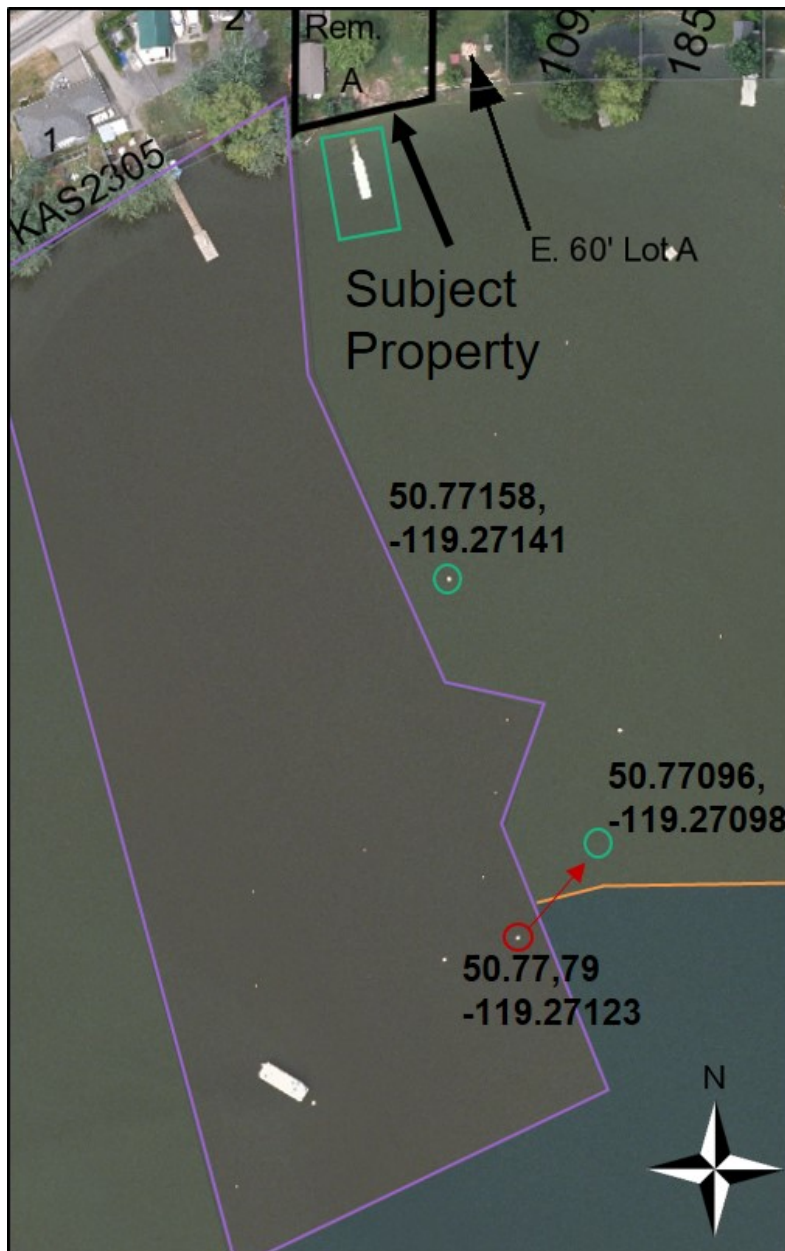 2
Rem.
A
109
185
1
KAS2305
E. 60' Lot A
Subject
Property
50.77158,
-119.27141
50.77096,
-119.27098
50.77,79
-119.27123
N